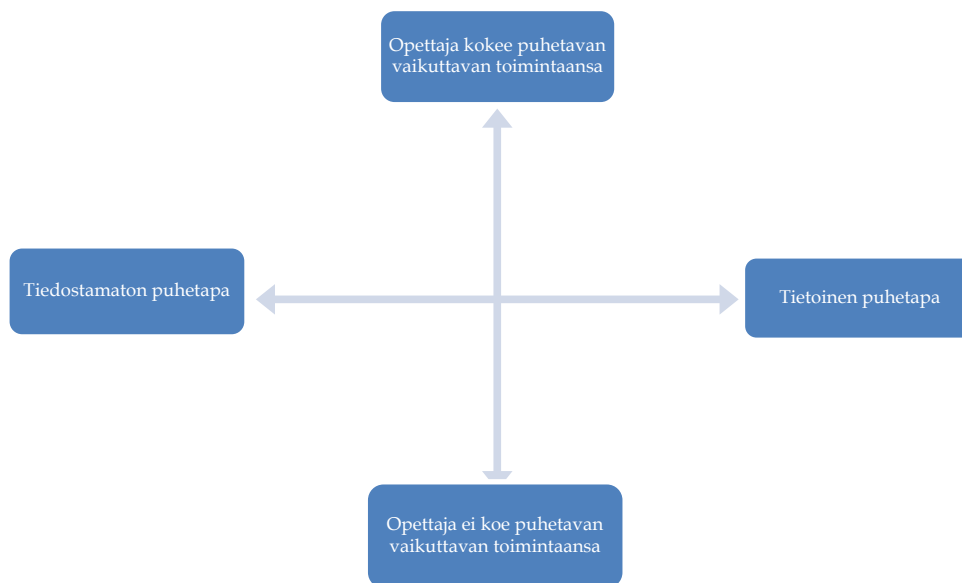 Opettaja kokee puhetavan
vaikuttavan toimintaansa
Tiedostamaton puhetapa
Tietoinen puhetapa
Opettaja ei koe puhetavan
vaikuttavan toimintaansa